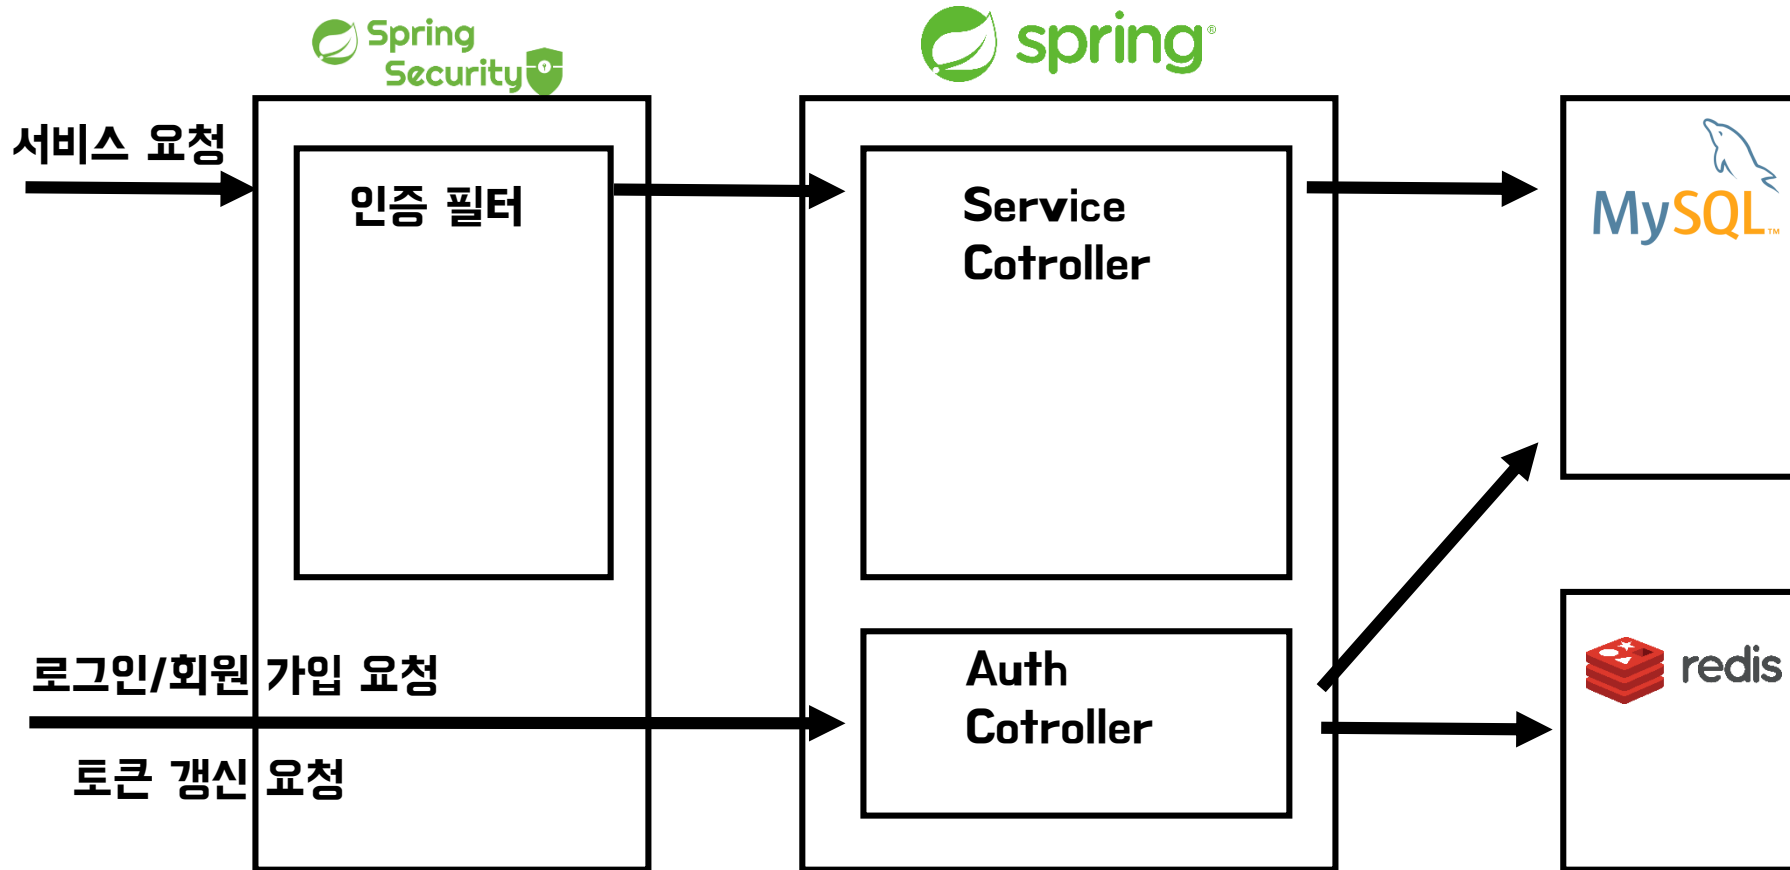 Spring
Security
spring®
서비스 요청
인증 필터
Service
Cotroller
MySQL™
로그인/회원 가입 요청
토큰 갱신 요청
Auth
Cotroller
redis